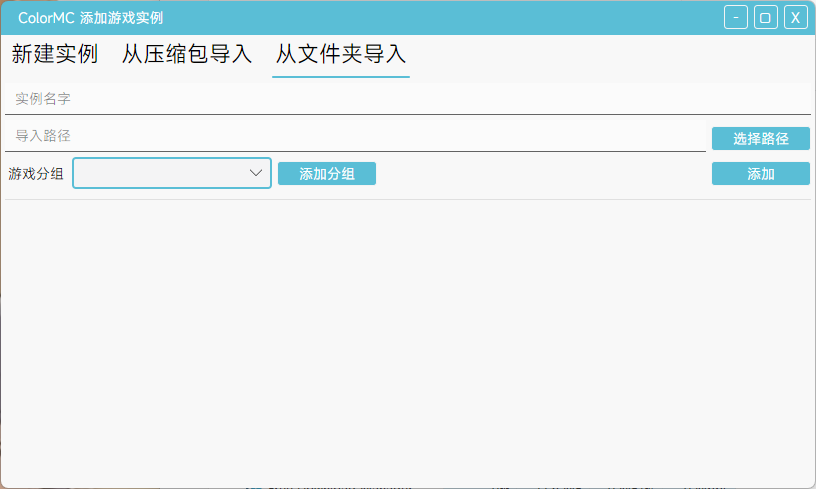 ColorMC 添加游戏实例 - □ X
新建实例 从压缩包导入 从文件夹导入
实例名字
导入路径 选择路径
游戏分组 添加分组 添加